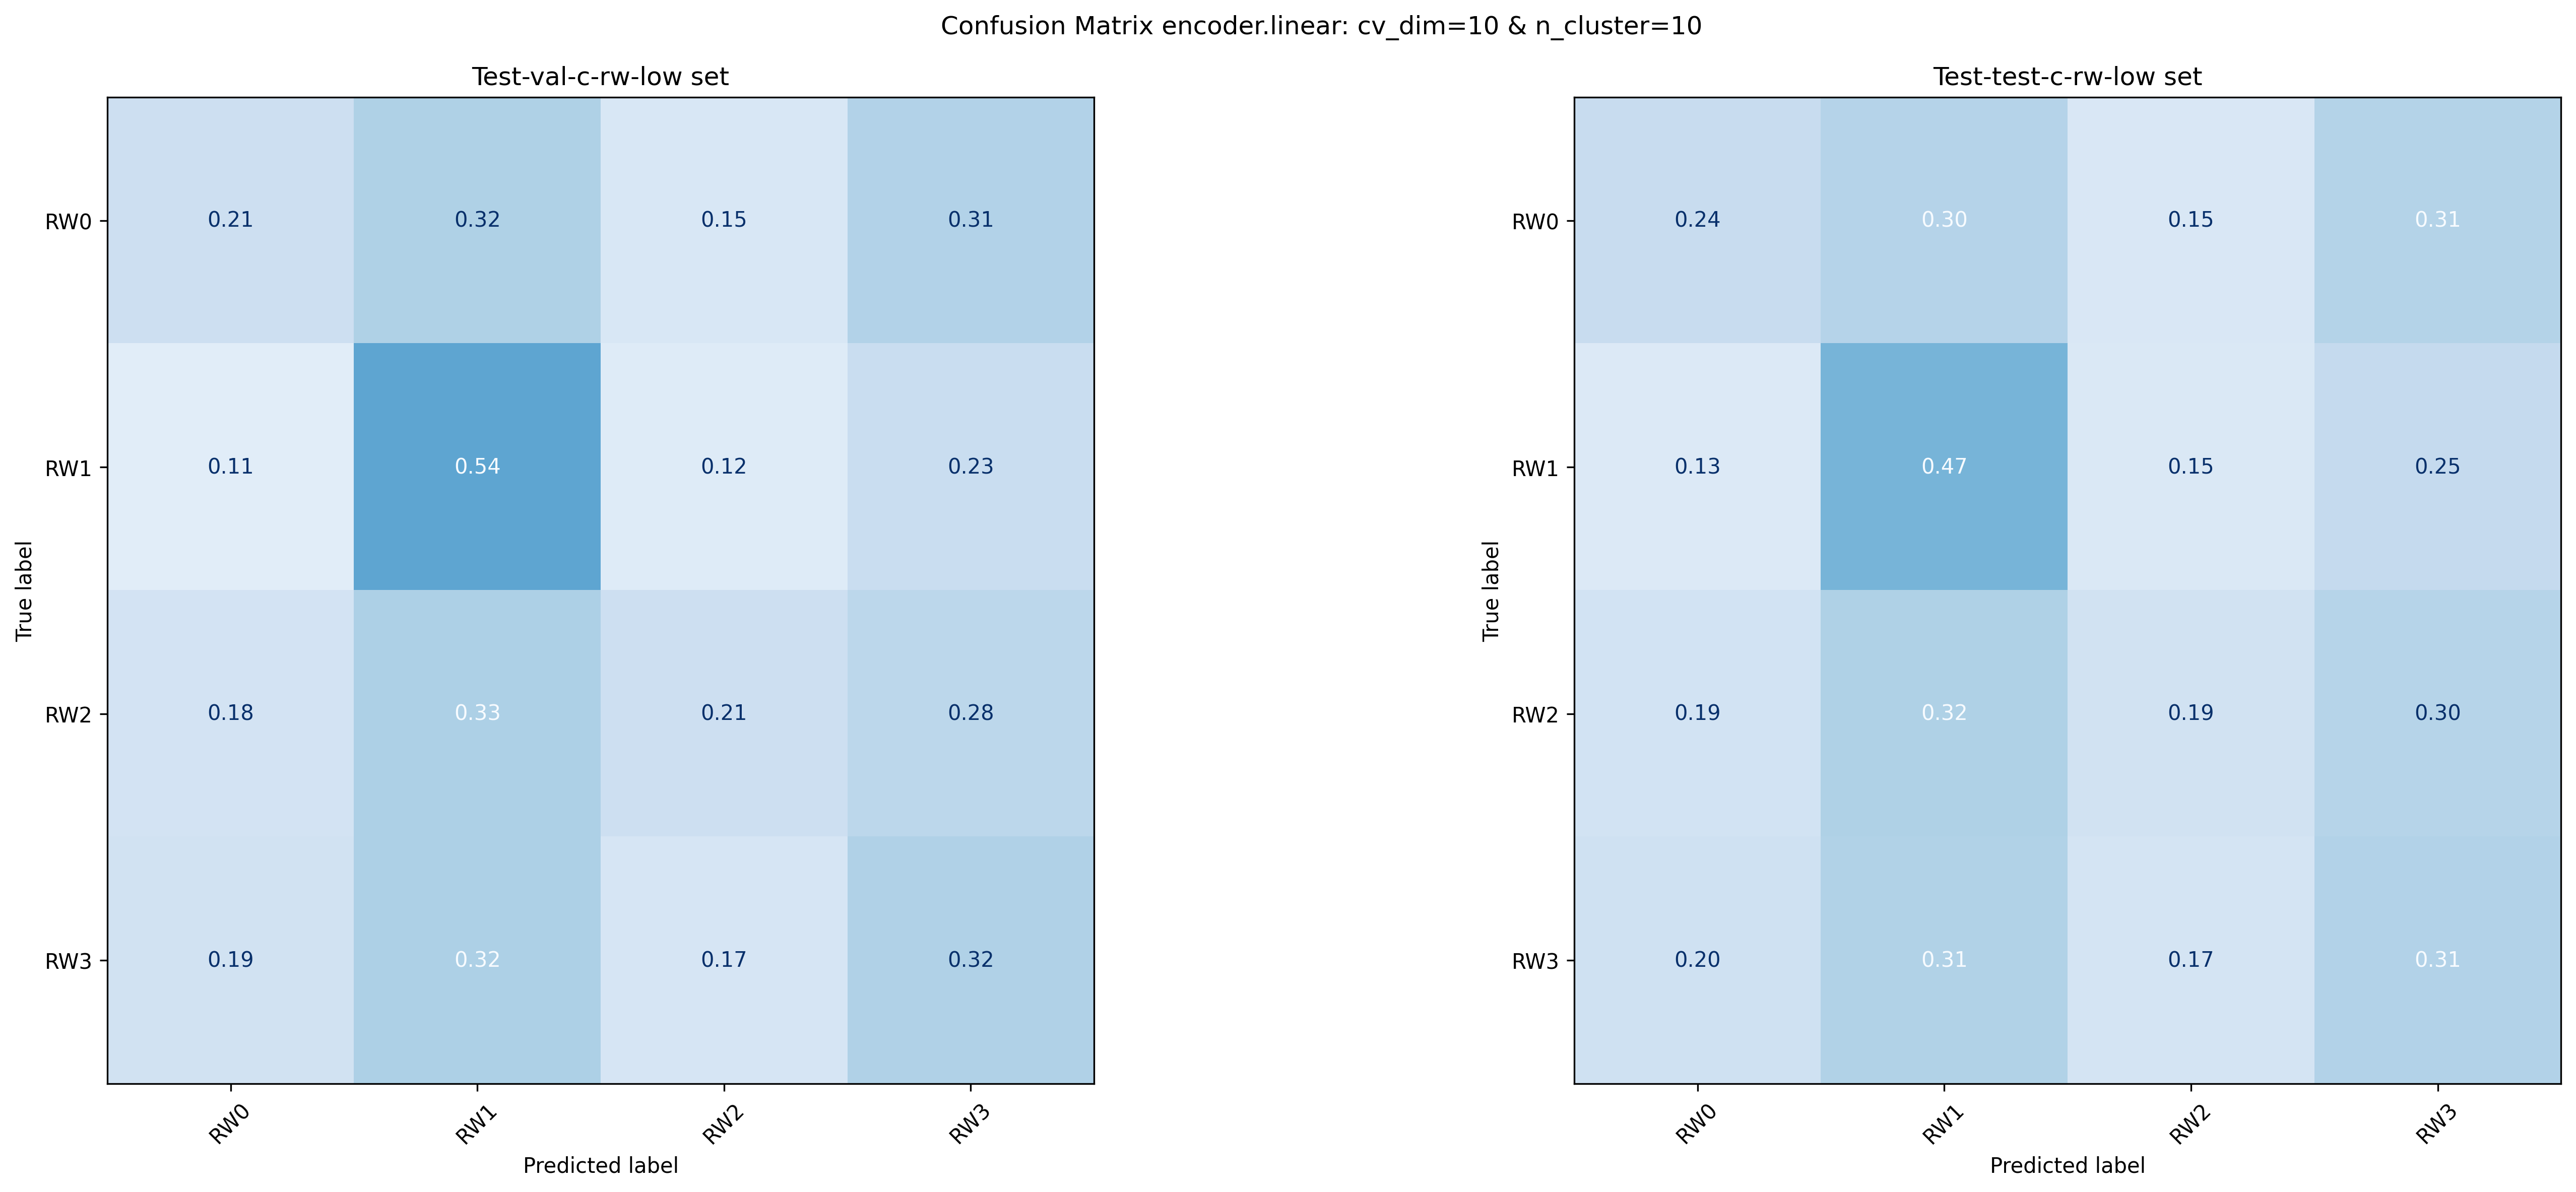 Confusion Matrix encoder.linear: cv_dim=10 & n_cluster=10
Test-val-c-rw-low set
True label
RW0 0.21 0.32 0.15 0.31
RW1 0.11 0.54 0.12 0.23
RW2 0.18 0.33 0.21 0.28
RW3 0.19 0.32 0.17 0.32
RW0 RW1 RW2 RW3
Predicted label
Test-test-c-rw-low set
True label
RW0 0.24 0.30 0.15 0.31
RW1 0.13 0.47 0.15 0.25
RW2 0.19 0.32 0.19 0.30
RW3 0.20 0.31 0.17 0.31
RW0 RW1 RW2 RW3
Predicted label